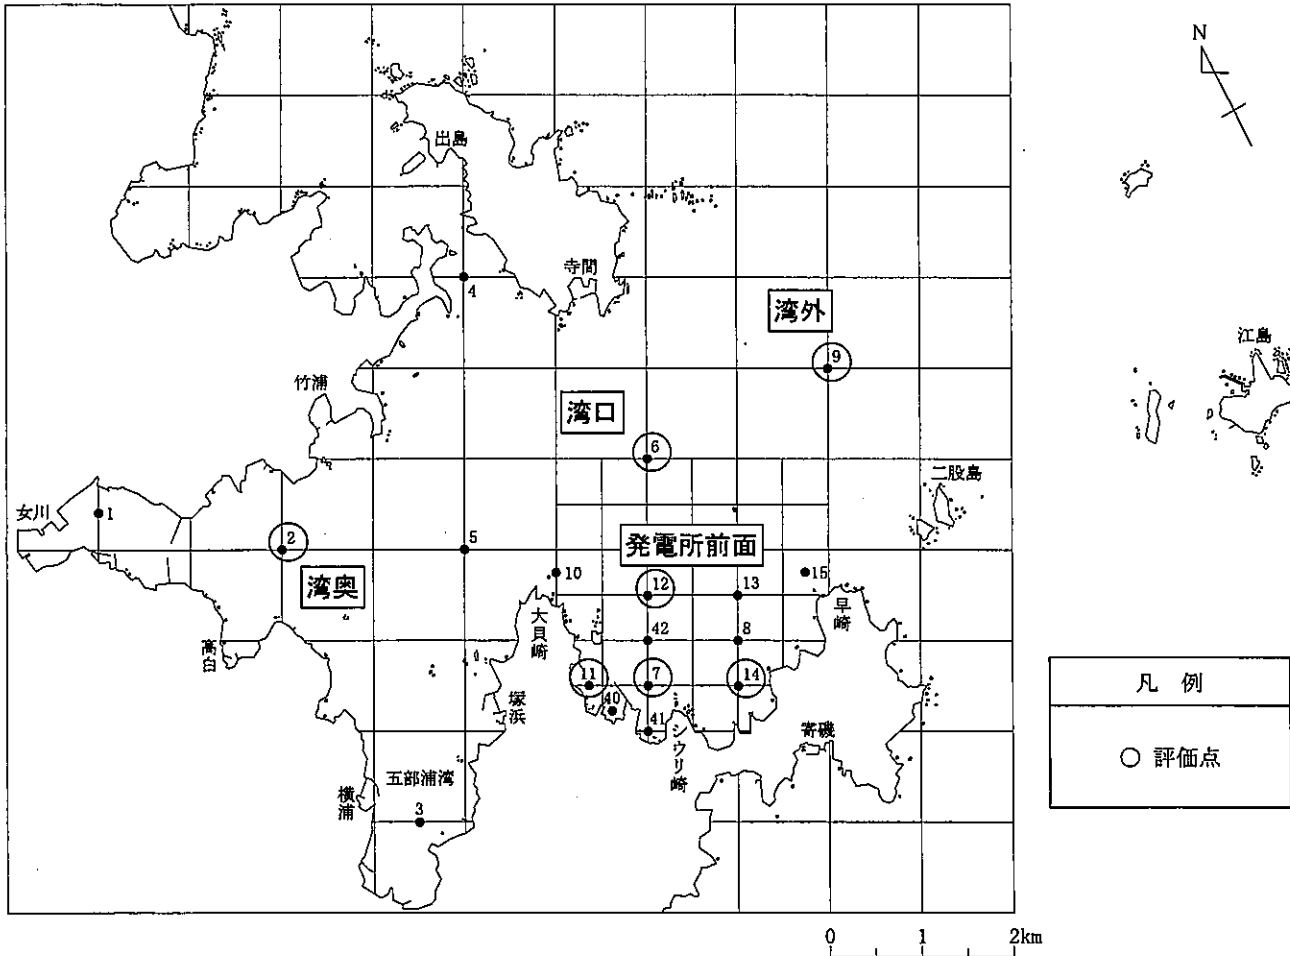 N
出島
寺間
4
湾外
9
江島
竹浦
湾口
6
二股島
女川
1
2
5
発電所前面
湾奥
10
12
13
15
大貝崎
早崎
高白
42
8
11
7
14
40
塚浜
41
シウリ崎
寄磯
五部浦湾
横浦
3
凡 例
○ 評価点
0 1 2km